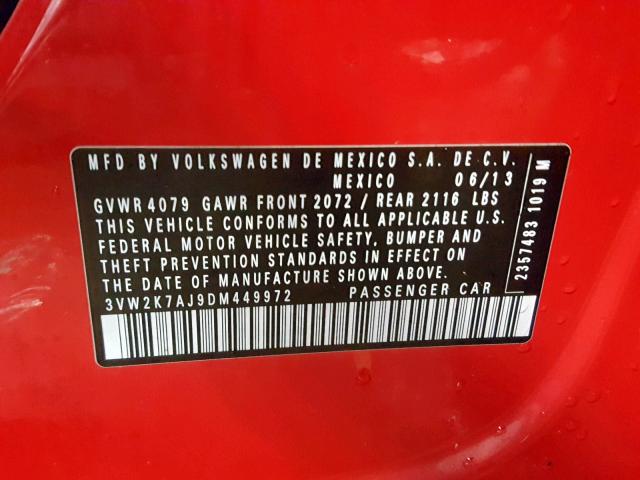 MFD BY VOLKSWAGEN DE MEXICO S.A. DE C.V.
MEXICO 06/13
GVWR 4079 GAWR FRONT 2072 / REAR 2116 LBS
THIS VEHICLE CONFORMS TO ALL APPLICABLE U.S.
FEDERAL MOTOR VEHICLE SAFETY, BUMPER AND
THEFT PREVENTION STANDARDS IN EFFECT ON
THE DATE OF MANUFACTURE SHOWN ABOVE.
3VW2K7AJ9DM449972 PASSENGER CAR
2357483 1019 M